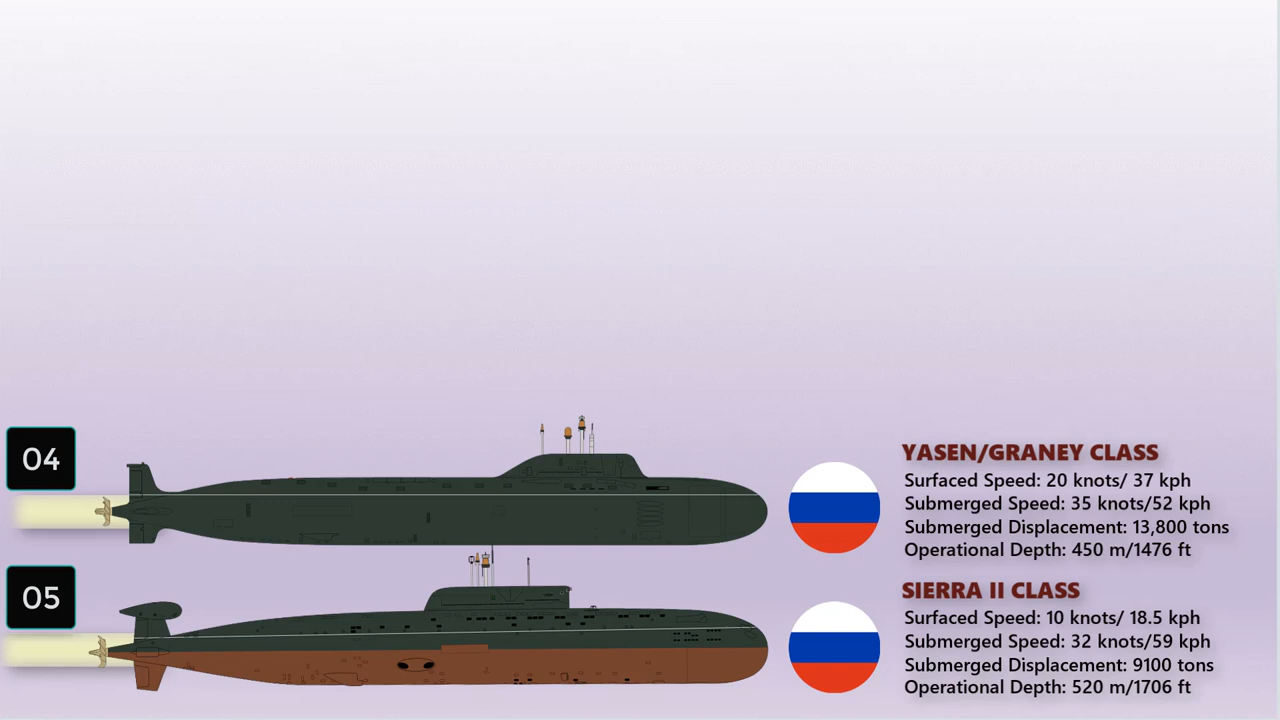 04
YASEN/GRANEY CLASS
Surfaced Speed: 20 knots/ 37 kph
Submerged Speed: 35 knots/52 kph
Submerged Displacement: 13,800 tons
Operational Depth: 450 m/1476 ft
05
SIERRA II CLASS
Surfaced Speed: 10 knots/ 18.5 kph
Submerged Speed: 32 knots/59 kph
Submerged Displacement: 9100 tons
Operational Depth: 520 m/1706 ft